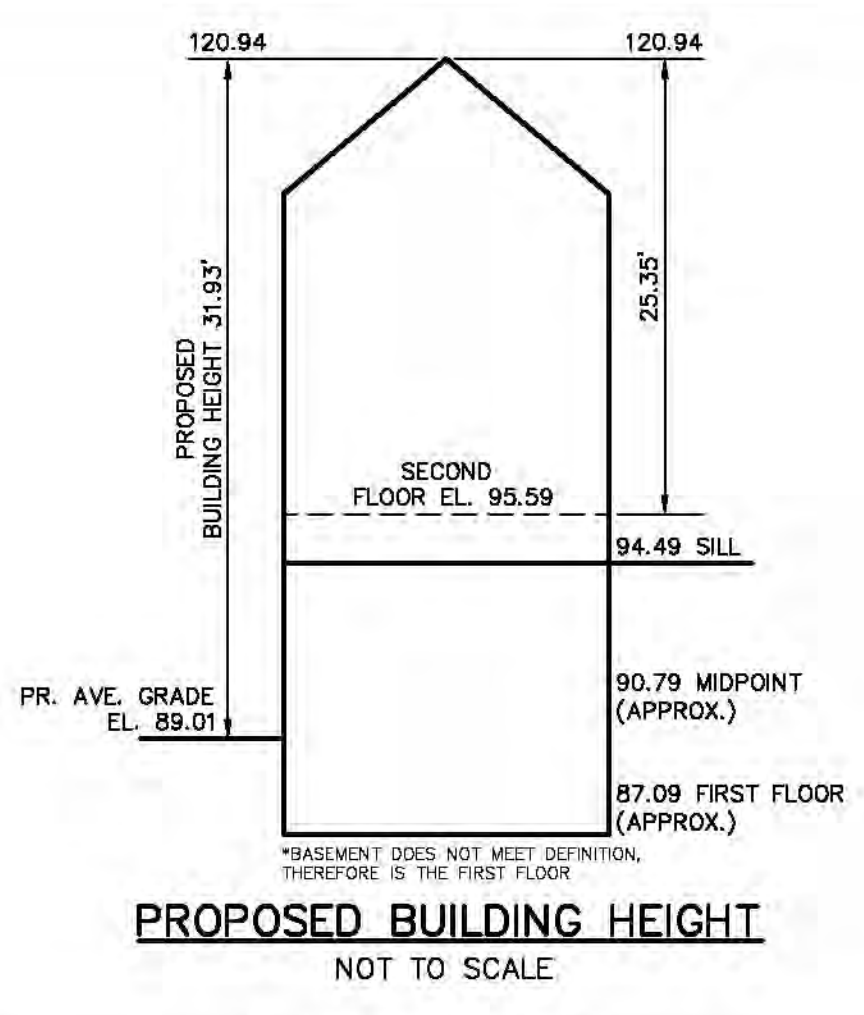 120.94
120.94
PROPOSED
BUILDING HEIGHT 31.93'
25.35'
SECOND
FLOOR EL. 95.59
94.49 SILL
PR. AVE. GRADE
EL. 89.01
90.79 MIDPOINT
(APPROX.)
87.09 FIRST FLOOR
(APPROX.)
*BASEMENT DOES NOT MEET DEFINITION,
THEREFORE IS THE FIRST FLOOR
PROPOSED BUILDING HEIGHT
NOT TO SCALE